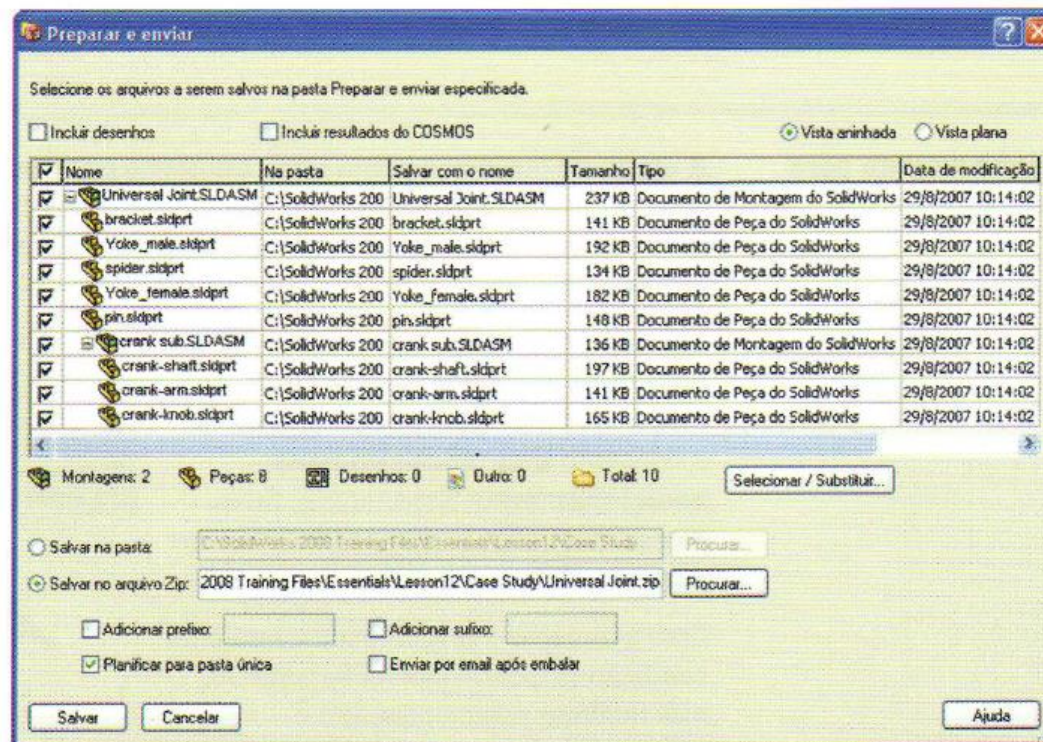 Preparar e enviar
Selecione os arquivos a serem salvos na pasta Preparar e enviar especificada.
Incluir desenhos Incluir resultados do COSMOS Vista aninhada Vista plana
Nome Na pasta Salvar com o nome Tamanho Tipo Data de modificação
Universal Joint.SLDASM C:\SolidWorks 200 Universal Joint.SLDASM 237 KB Documento de Montagem do SolidWorks 29/8/2007 10:14:02
bracket.sldprt C:\SolidWorks 200 bracket.sldprt 141 KB Documento de Peça do SolidWorks 29/8/2007 10:14:02
Yoke_male.sldprt C:\SolidWorks 200 Yoke_male.sldprt 192 KB Documento de Peça do SolidWorks 29/8/2007 10:14:02
spider.sldprt C:\SolidWorks 200 spider.sldprt 134 KB Documento de Peça do SolidWorks 29/8/2007 10:14:02
Yoke_female.sldprt C:\SolidWorks 200 Yoke_female.sldprt 182 KB Documento de Peça do SolidWorks 29/8/2007 10:14:02
pin.sldprt C:\SolidWorks 200 pin.sldprt 148 KB Documento de Peça do SolidWorks 29/8/2007 10:14:02
crank sub.SLDASM C:\SolidWorks 200 crank sub.SLDASM 136 KB Documento de Montagem do SolidWorks 29/8/2007 10:14:02
crank-shaft.sldprt C:\SolidWorks 200 crank-shaft.sldprt 197 KB Documento de Peça do SolidWorks 29/8/2007 10:14:02
crank-arm.sldprt C:\SolidWorks 200 crank-arm.sldprt 141 KB Documento de Peça do SolidWorks 29/8/2007 10:14:02
crank-knob.sldprt C:\SolidWorks 200 crank-knob.sldprt 165 KB Documento de Peça do SolidWorks 29/8/2007 10:14:02
Montagens: 2 Peças: 8 Desenhos: 0 Outro: 0 Total: 10 Selecionar / Substituir...
Salvar na pasta: C:\SolidWorks 2008 Training Files\Essentials\Lesson12\Case Study Procurar...
Salvar no arquivo Zip: 2008 Training Files\Essentials\Lesson12\Case Study\Universal Joint.zip Procurar...
Adicionar prefixo: Adicionar sufixo:
Planificar para pasta única Enviar por email após embalar
Salvar Cancelar Ajuda